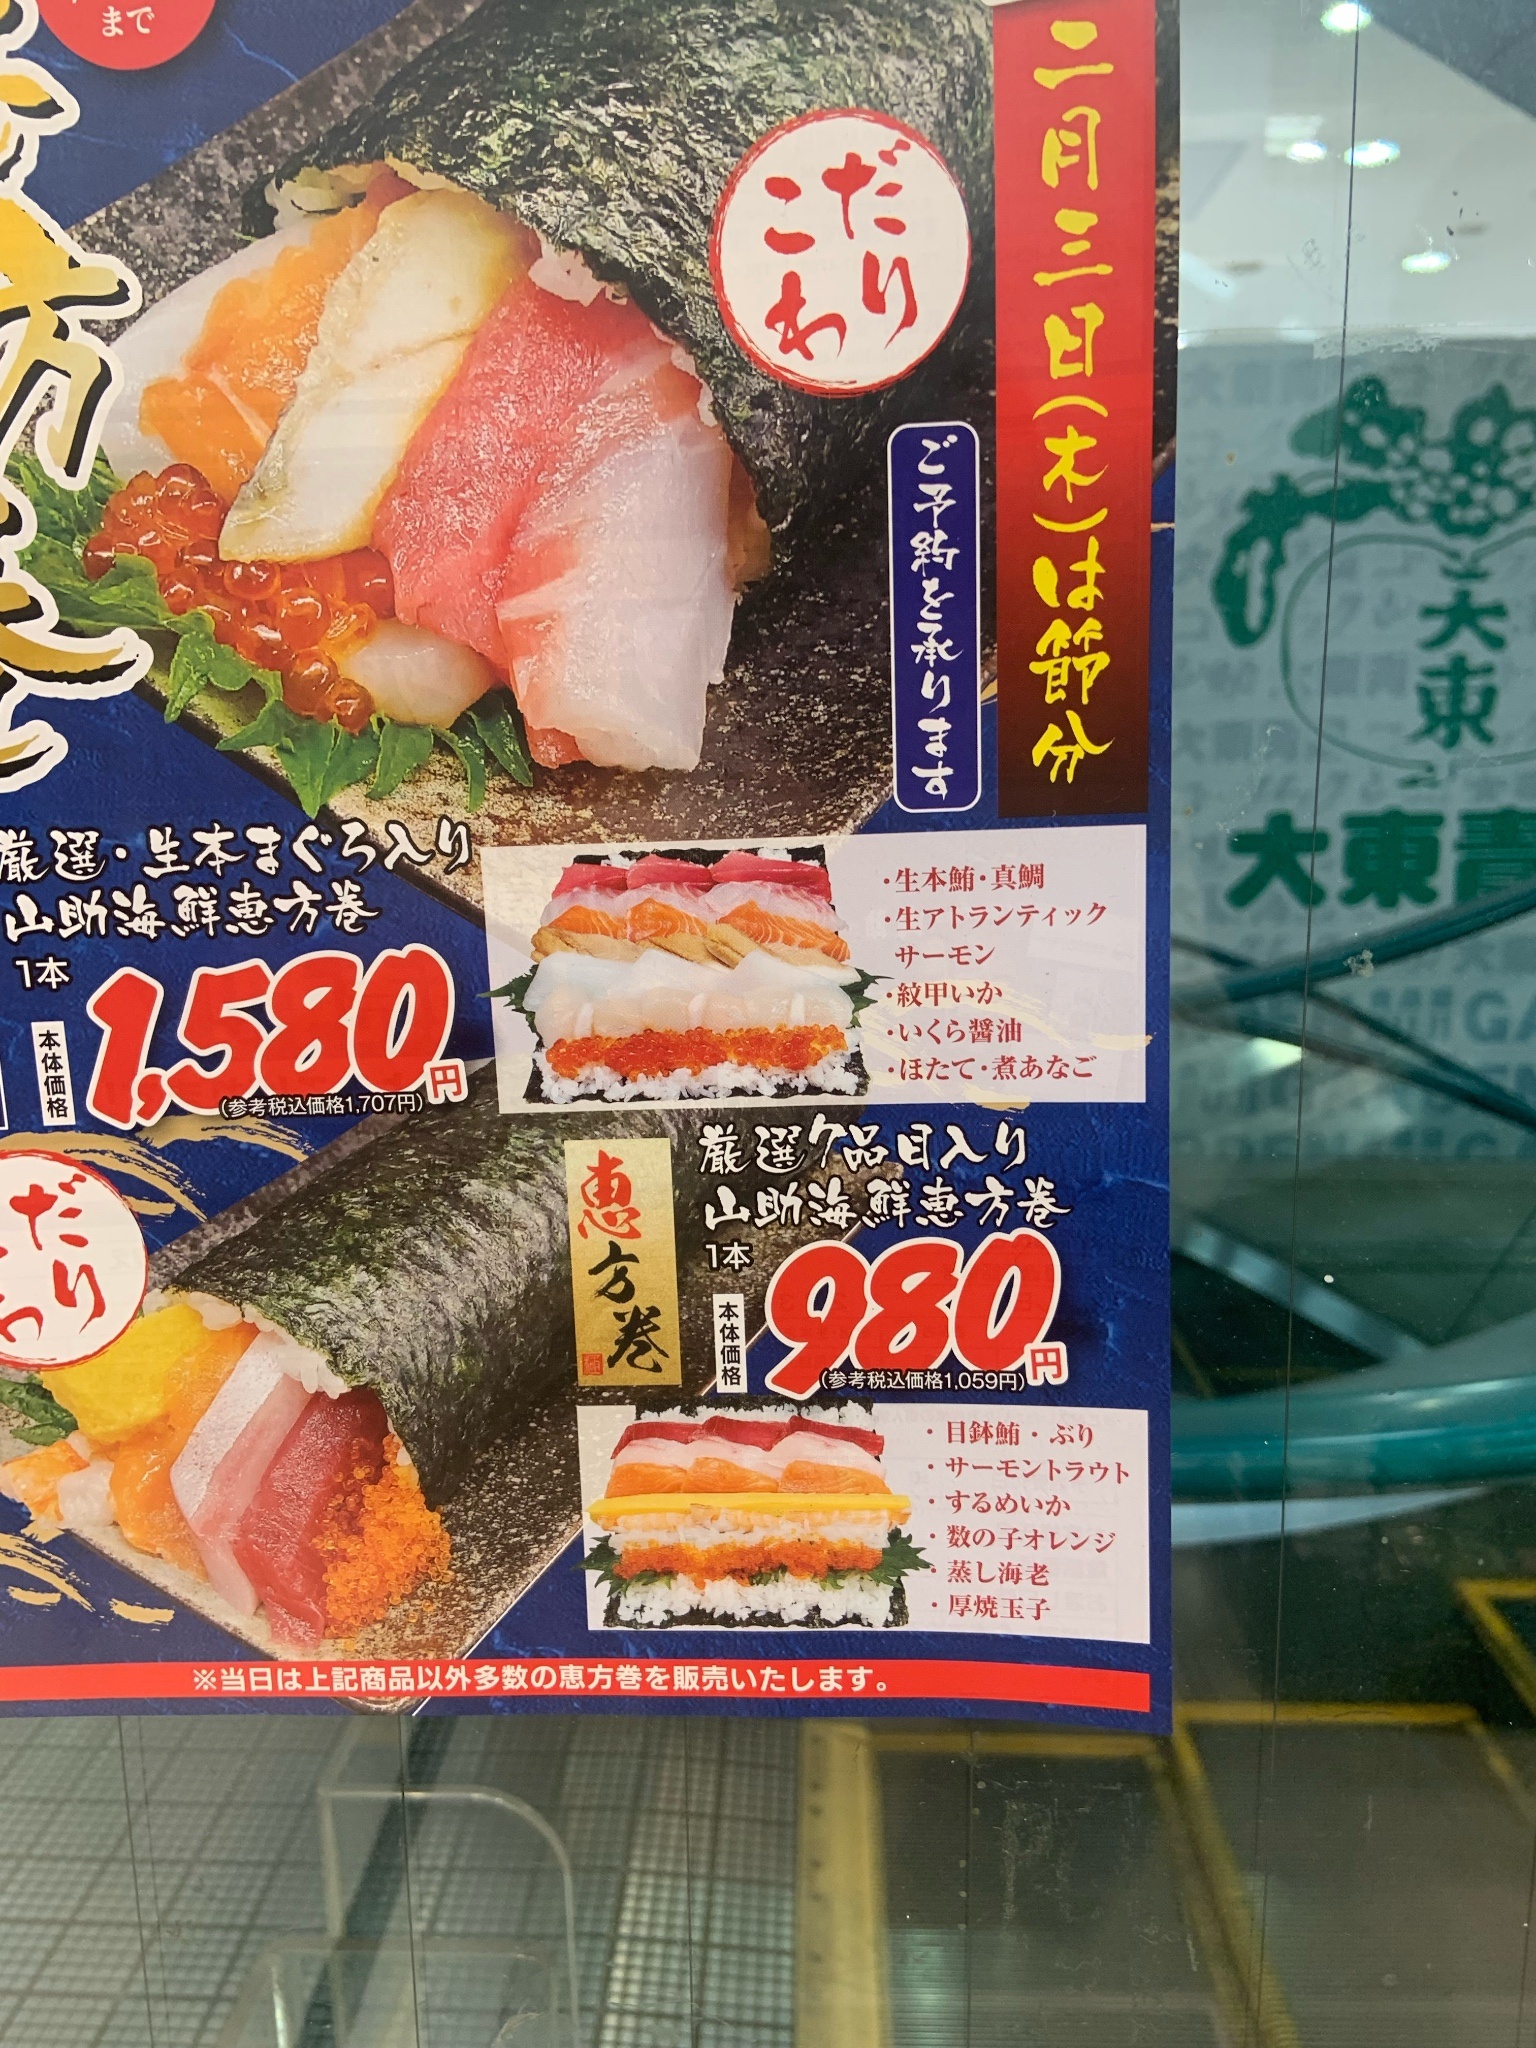 まで
二月三日(木)は節分
だり
こわ
ご予約を承ります
厳選・生本まぐろ入り
山助海鮮恵方巻
1本
本体価格
1,580円
(参考税込価格1,707円)
・生本鮪・真鯛
・生アトランティック
サーモン
・紋甲いか
・いくら醤油
・ほたて・煮あなご
だり
わ
恵方巻
厳選7品目入り
山助海鮮恵方巻
1本
本体価格
980円
(参考税込価格1,059円)
・目鉢鮪・ぶり
・サーモントラウト
・するめいか
・数の子オレンジ
・蒸し海老
・厚焼玉子
※当日は上記商品以外多数の恵方巻を販売いたします。
大東
大東青